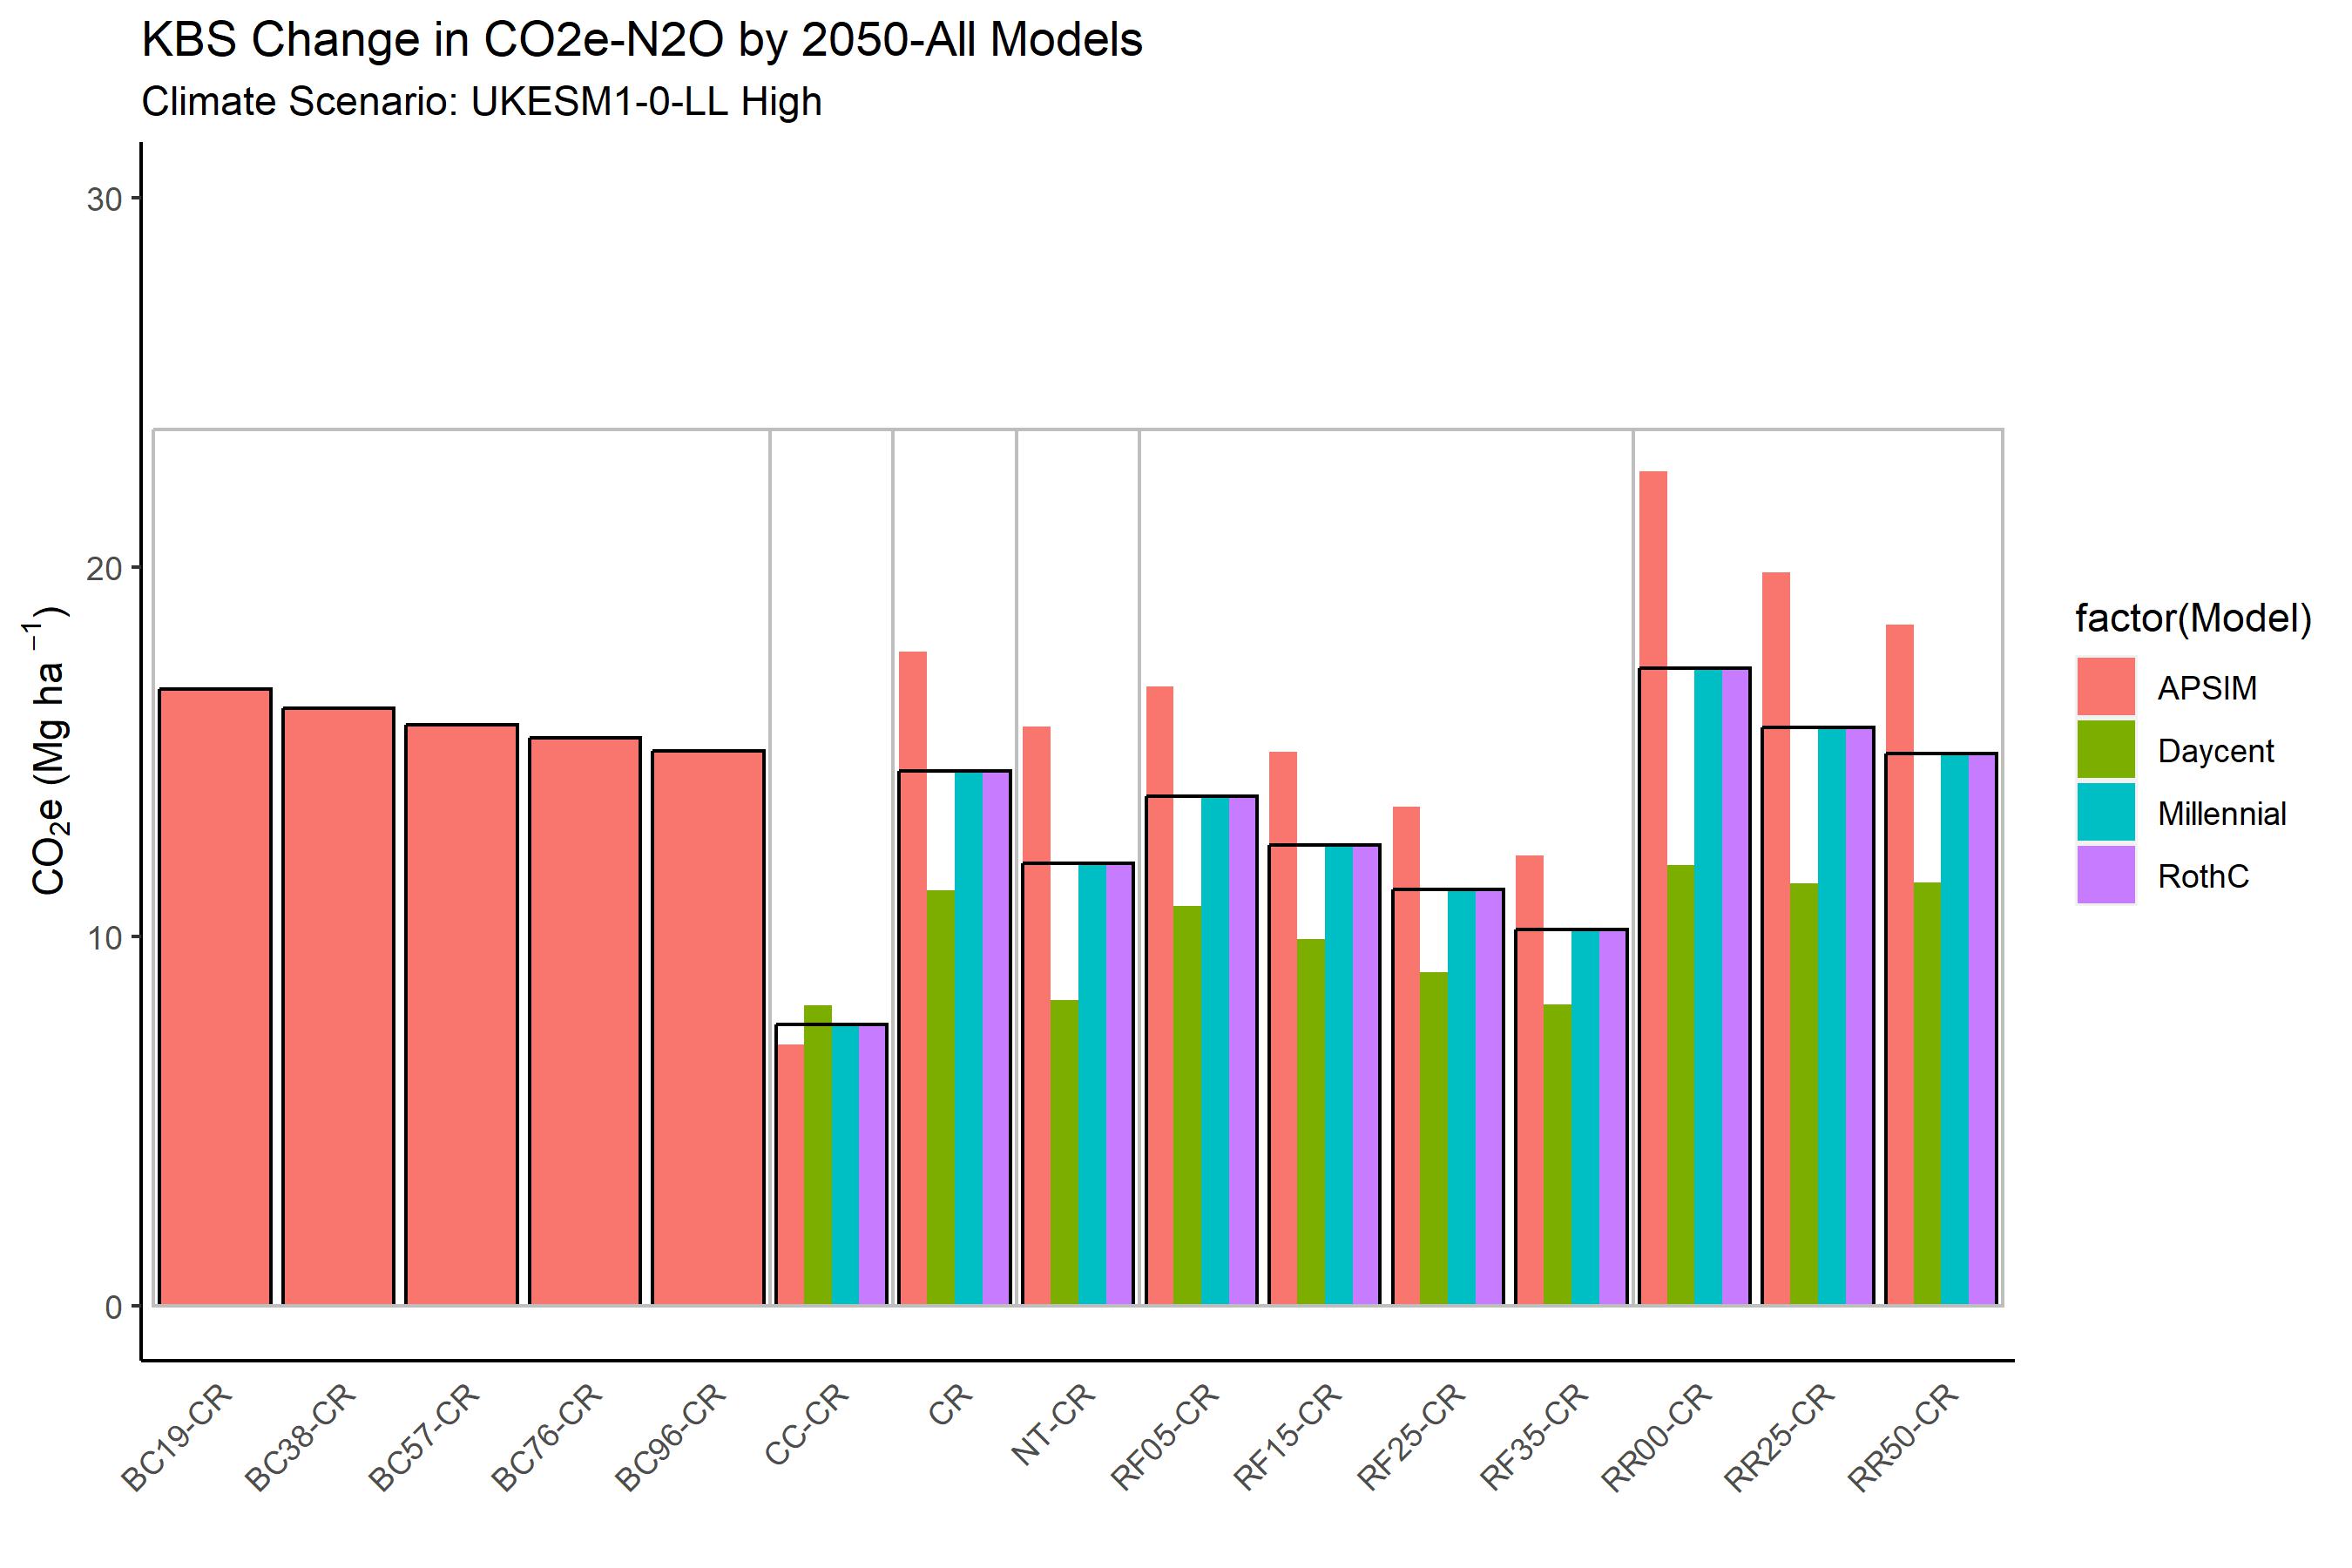 KBS Change in CO2e-N2O by 2050-All Models
Climate Scenario: UKESM1-0-LL High
CO₂e (Mg ha ⁻¹)
30
20
10
0
BC19-CR
BC38-CR
BC57-CR
BC76-CR
BC96-CR
CC-CR
CR
NT-CR
RF05-CR
RF15-CR
RF25-CR
RF35-CR
RR00-CR
RR25-CR
RR50-CR
factor(Model)
APSIM
Daycent
Millennial
RothC